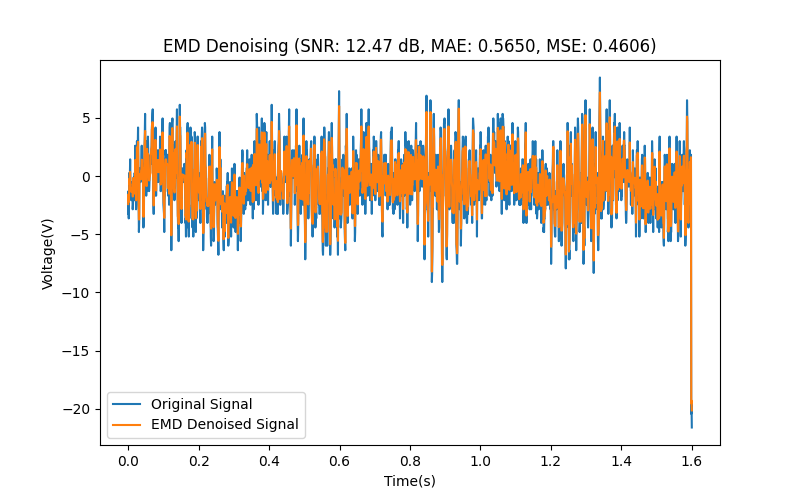 EMD Denoising (SNR: 12.47 dB, MAE: 0.5650, MSE: 0.4606)
5
0
−5
−10
−15
−20
Voltage(V)
Original Signal
EMD Denoised Signal
0.0 0.2 0.4 0.6 0.8 1.0 1.2 1.4 1.6
Time(s)